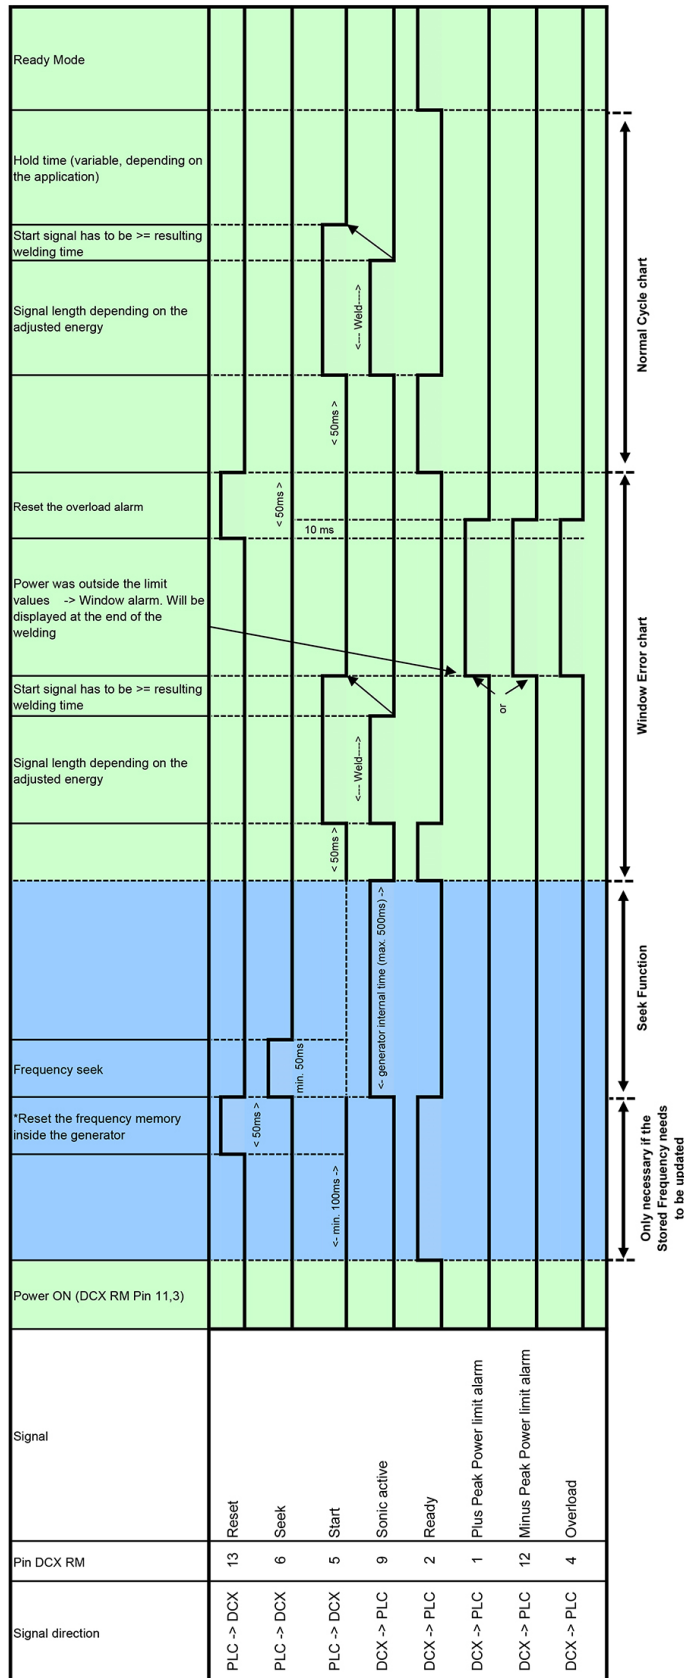 Ready Mode
Hold time (variable, depending on
the application)
Start signal has to be >= resulting
welding time
Signal length depending on the
adjusted energy
<--- Weld---->
Normal Cycle chart
< 50ms >
Reset the overload alarm
< 50ms >
10 ms
Power was outside the limit
values -> Window alarm. Will be
displayed at the end of the
welding
or
Window Error chart
Start signal has to be >= resulting
welding time
Signal length depending on the
adjusted energy
<--- Weld---->
< 50ms >
<- generator internal time (max. 500ms) ->
Seek Function
Frequency seek
min. 50ms
*Reset the frequency memory
inside the generator
< 50ms >
<- min. 100ms ->
Only necessary if the
Stored Frequency needs
to be updated
Power ON (DCX RM Pin 11,3)
Signal
Reset
Seek
Start
Sonic active
Ready
Plus Peak Power limit alarm
Minus Peak Power limit alarm
Overload
Pin DCX RM
13
6
5
9
2
1
12
4
Signal direction
PLC -> DCX
PLC -> DCX
PLC -> DCX
DCX -> PLC
DCX -> PLC
DCX -> PLC
DCX -> PLC
DCX -> PLC